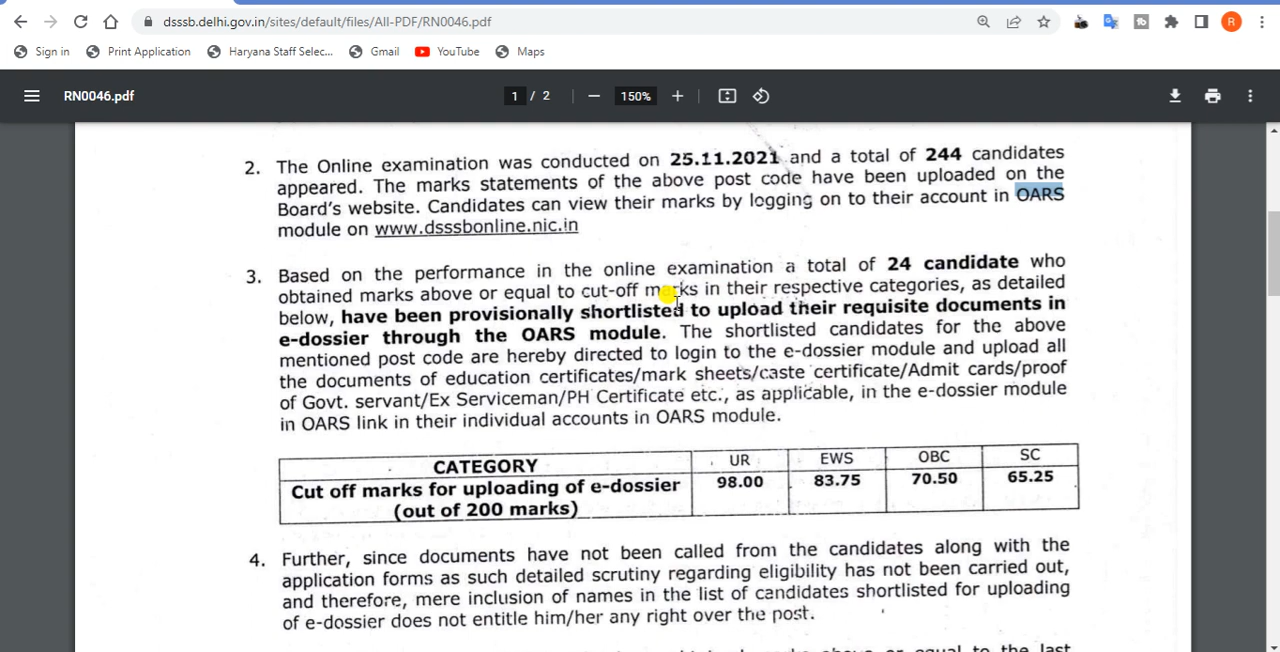 dsssb.delhi.gov.in/sites/default/files/All-PDF/RN0046.pdf
R
Sign in Print Application Haryana Staff Selec... Gmail YouTube Maps
RN0046.pdf 1 / 2 150%
2. The Online examination was conducted on 25.11.2021 and a total of 244 candidates
appeared. The marks statements of the above post code have been uploaded on the
Board's website. Candidates can view their marks by logging on to their account in OARS
module on www.dsssbonline.nic.in
3. Based on the performance in the online examination a total of 24 candidate who
obtained marks above or equal to cut-off marks in their respective categories, as detailed
below, have been provisionally shortlisted to upload their requisite documents in
e-dossier through the OARS module. The shortlisted candidates for the above
mentioned post code are hereby directed to login to the e-dossier module and upload all
the documents of education certificates/mark sheets/caste certificate/Admit cards/proof
of Govt. servant/Ex Serviceman/PH Certificate etc., as applicable, in the e-dossier module
in OARS link in their individual accounts in OARS module.
CATEGORY UR EWS OBC SC
Cut off marks for uploading of e-dossier 98.00 83.75 70.50 65.25
(out of 200 marks)
4. Further, since documents have not been called from the candidates along with the
application forms as such detailed scrutiny regarding eligibility has not been carried out,
and therefore, mere inclusion of names in the list of candidates shortlisted for uploading
of e-dossier does not entitle him/her any right over the post.
above or equal to the last